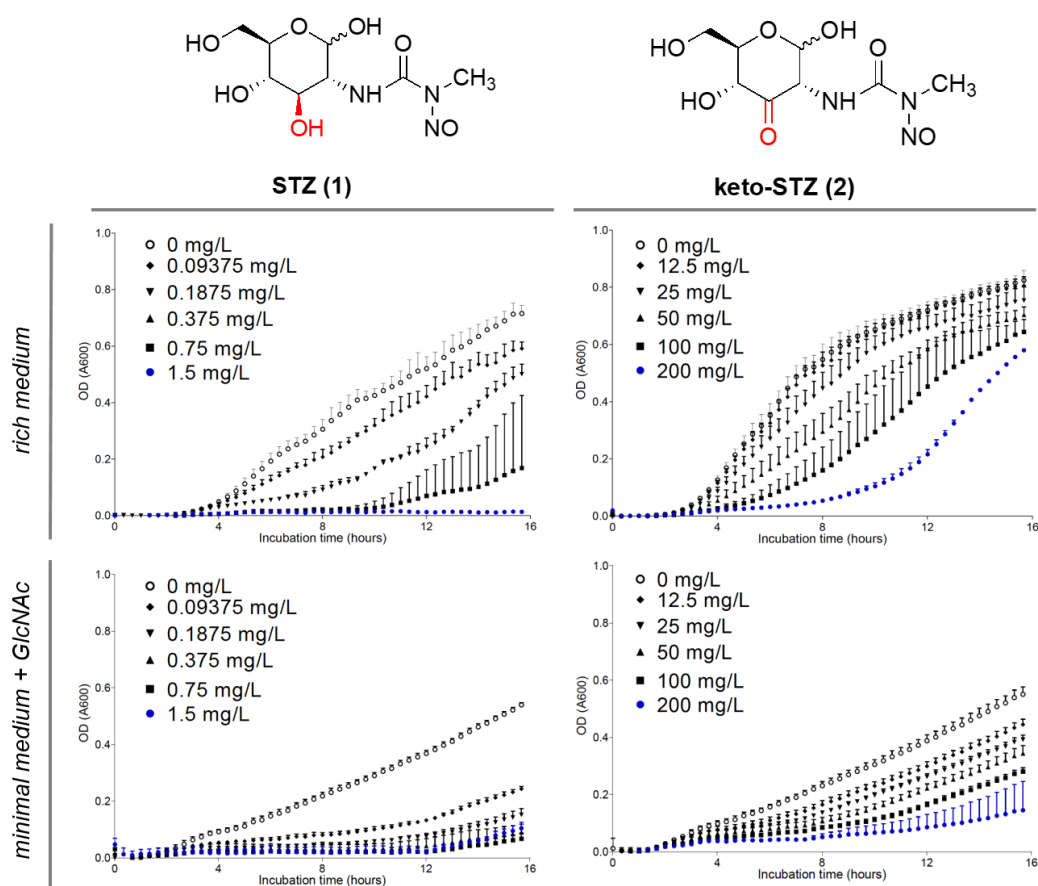 HO
O
OH
O
HO
NH
N
CH3
OH
NO
HO
O
OH
O
HO
NH
N
CH3
O
NO
STZ (1)
keto-STZ (2)
rich medium
1.0
0.8
0.6
0.4
0.2
0.0
OD (A600)
0 mg/L
0.09375 mg/L
0.1875 mg/L
0.375 mg/L
0.75 mg/L
1.5 mg/L
0
4
8
12
16
Incubation time (hours)
1.0
0.8
0.6
0.4
0.2
0.0
OD (A600)
0 mg/L
12.5 mg/L
25 mg/L
50 mg/L
100 mg/L
200 mg/L
0
4
8
12
16
Incubation time (hours)
minimal medium + GlcNAc
1.0
0.8
0.6
0.4
0.2
0.0
OD (A600)
0 mg/L
0.09375 mg/L
0.1875 mg/L
0.375 mg/L
0.75 mg/L
1.5 mg/L
0
4
8
12
16
Incubation time (hours)
1.0
0.8
0.6
0.4
0.2
0.0
OD (A600)
0 mg/L
12.5 mg/L
25 mg/L
50 mg/L
100 mg/L
200 mg/L
0
4
8
12
16
Incubation time (hours)